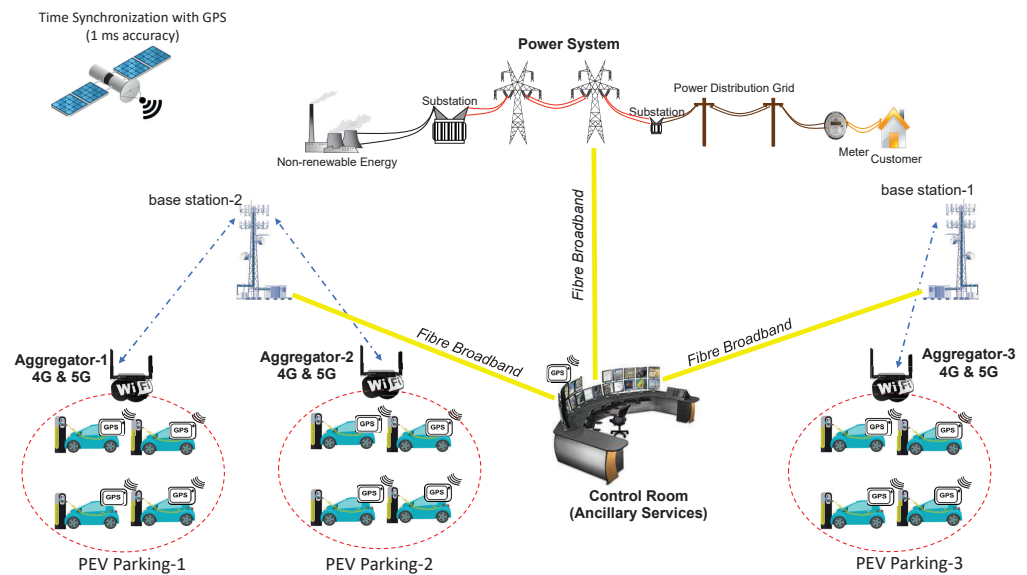 Time Synchronization with GPS
(1 ms accuracy)
Power System
Substation
Power Distribution Grid
Substation
Non-renewable Energy
Meter
Customer
base station-2
base station-1
Fibre Broadband
Fibre Broadband
Fibre Broadband
Aggregator-1
4G & 5G
WiFi
Aggregator-2
4G & 5G
WiFi
GPS
Aggregator-3
4G & 5G
WiFi
GPS
GPS
GPS
GPS
GPS
GPS
GPS
GPS
GPS
GPS
GPS
GPS
Control Room
(Ancillary Services)
PEV Parking-1
PEV Parking-2
PEV Parking-3